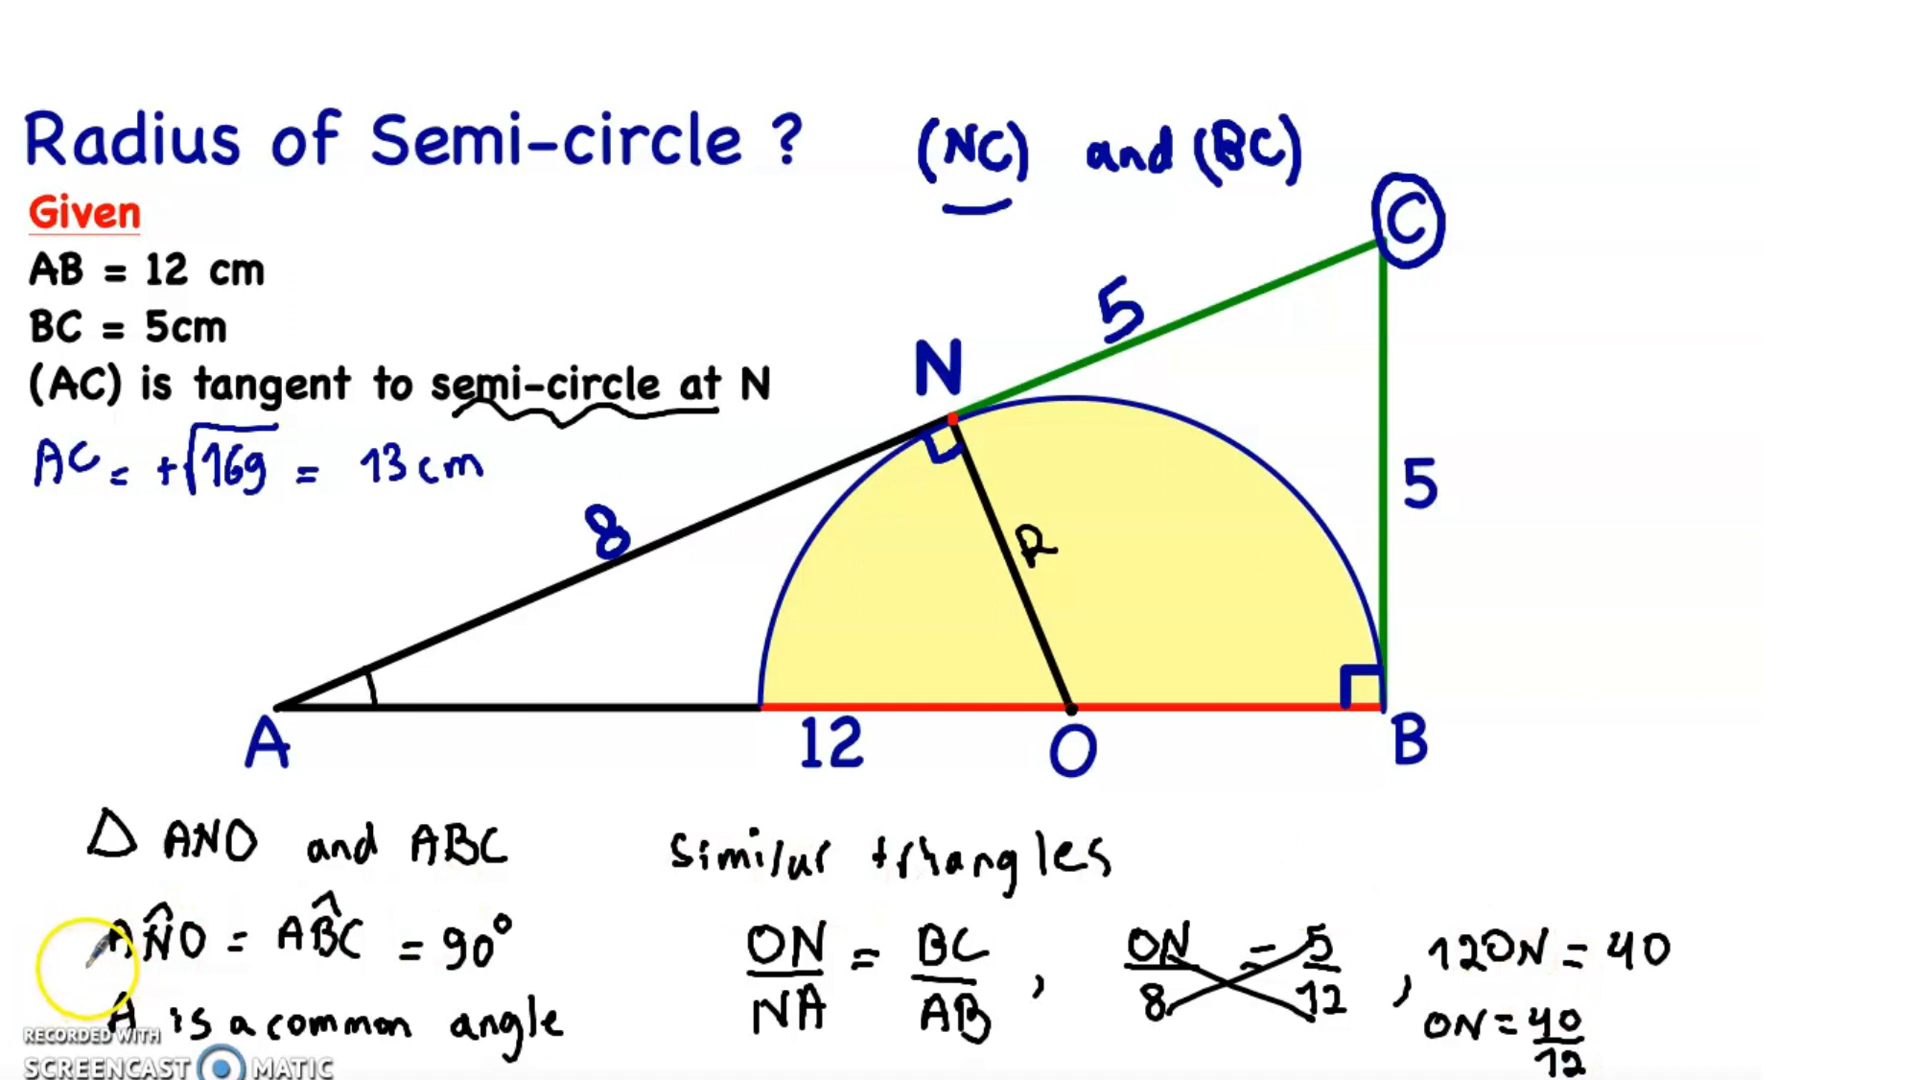 Radius of Semi-circle ?
(NC) and (BC)
Given
AB = 12 cm
BC = 5cm
(AC) is tangent to semi-circle at N
AC = +√169 = 13 cm
C
5
N
5
8
R
A
12
O
B
Δ ANO and ABC
Similar triangles
AN̂O = AB̂C = 90°
ON/NA = BC/AB , ON/8 = 5/12 , 12ON = 40
A is a common angle
ON = 40/12
RECORDED WITH
SCREENCAST MATIC